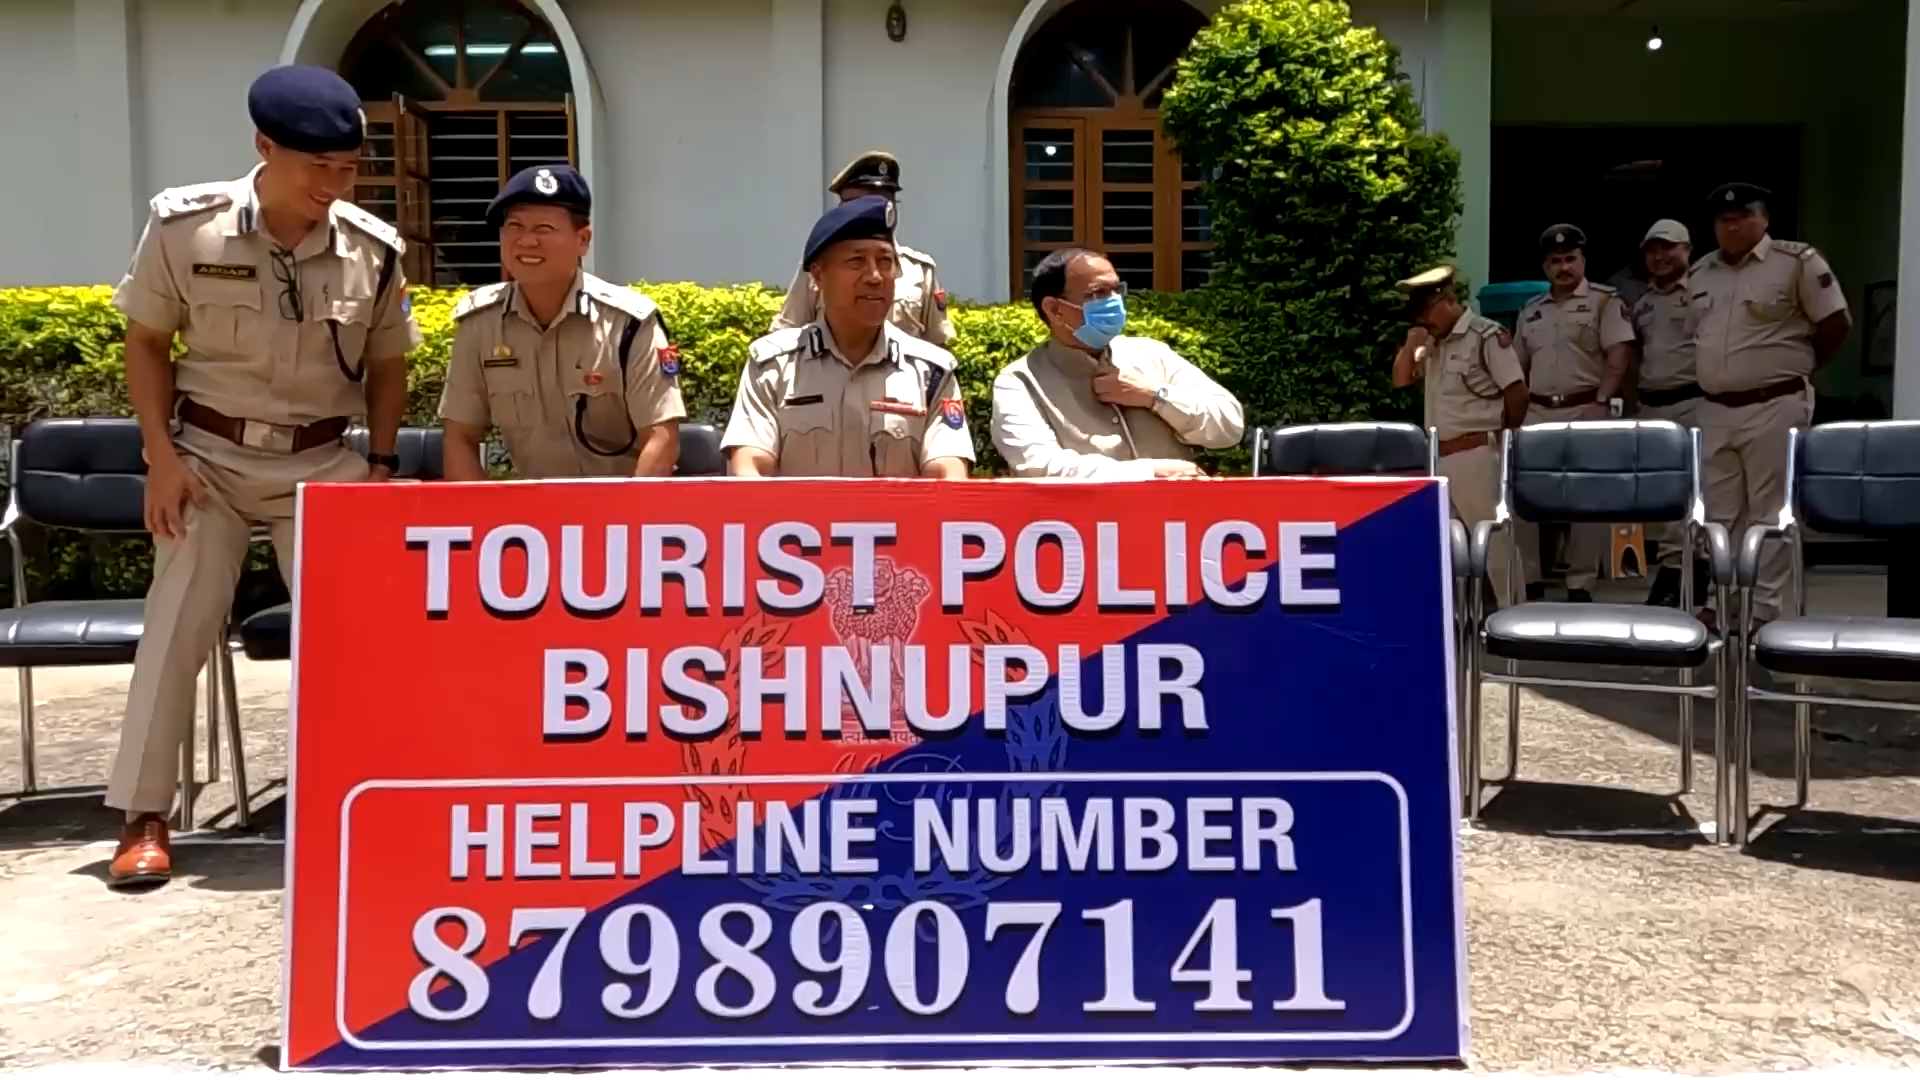 TOURIST POLICE
BISHNUPUR
HELPLINE NUMBER
8798907141